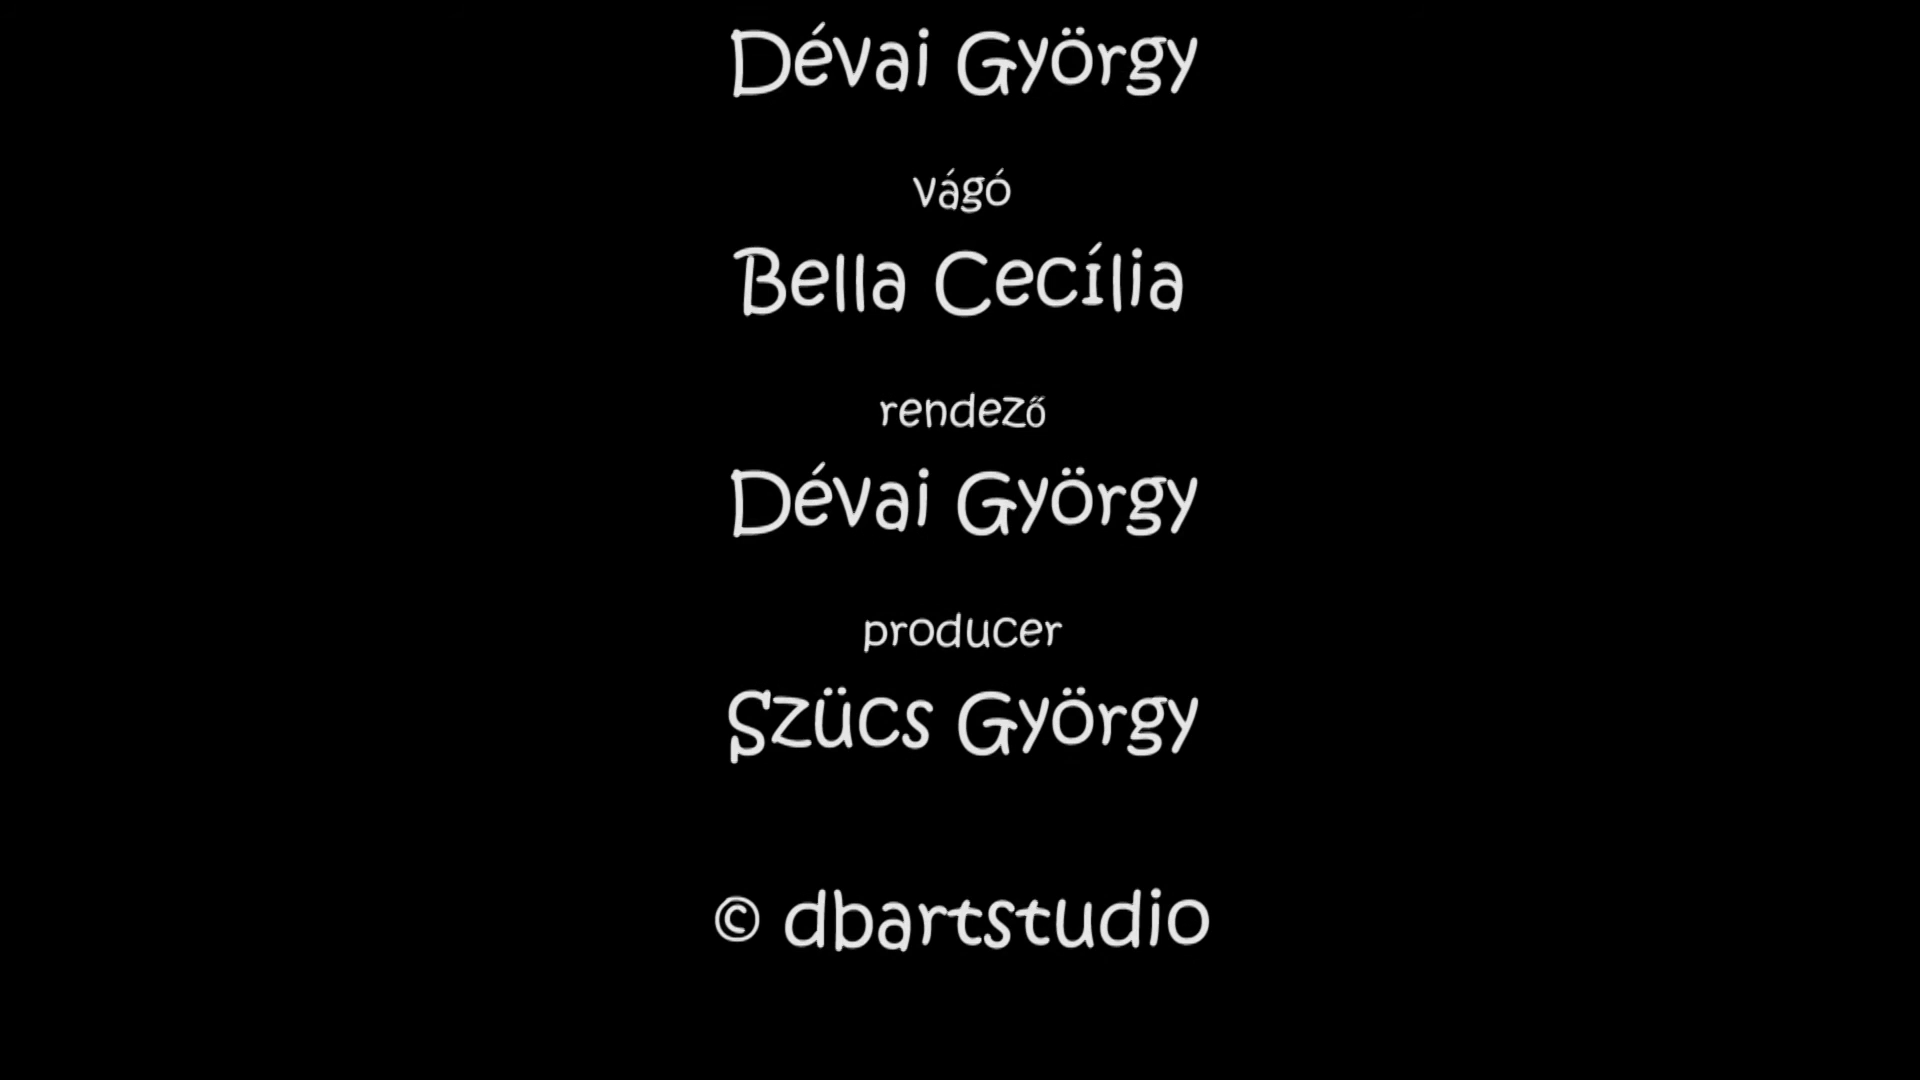 Dévai György
vágó
Bella Cecília
rendező
Dévai György
producer
Szücs György
© dbartstudio